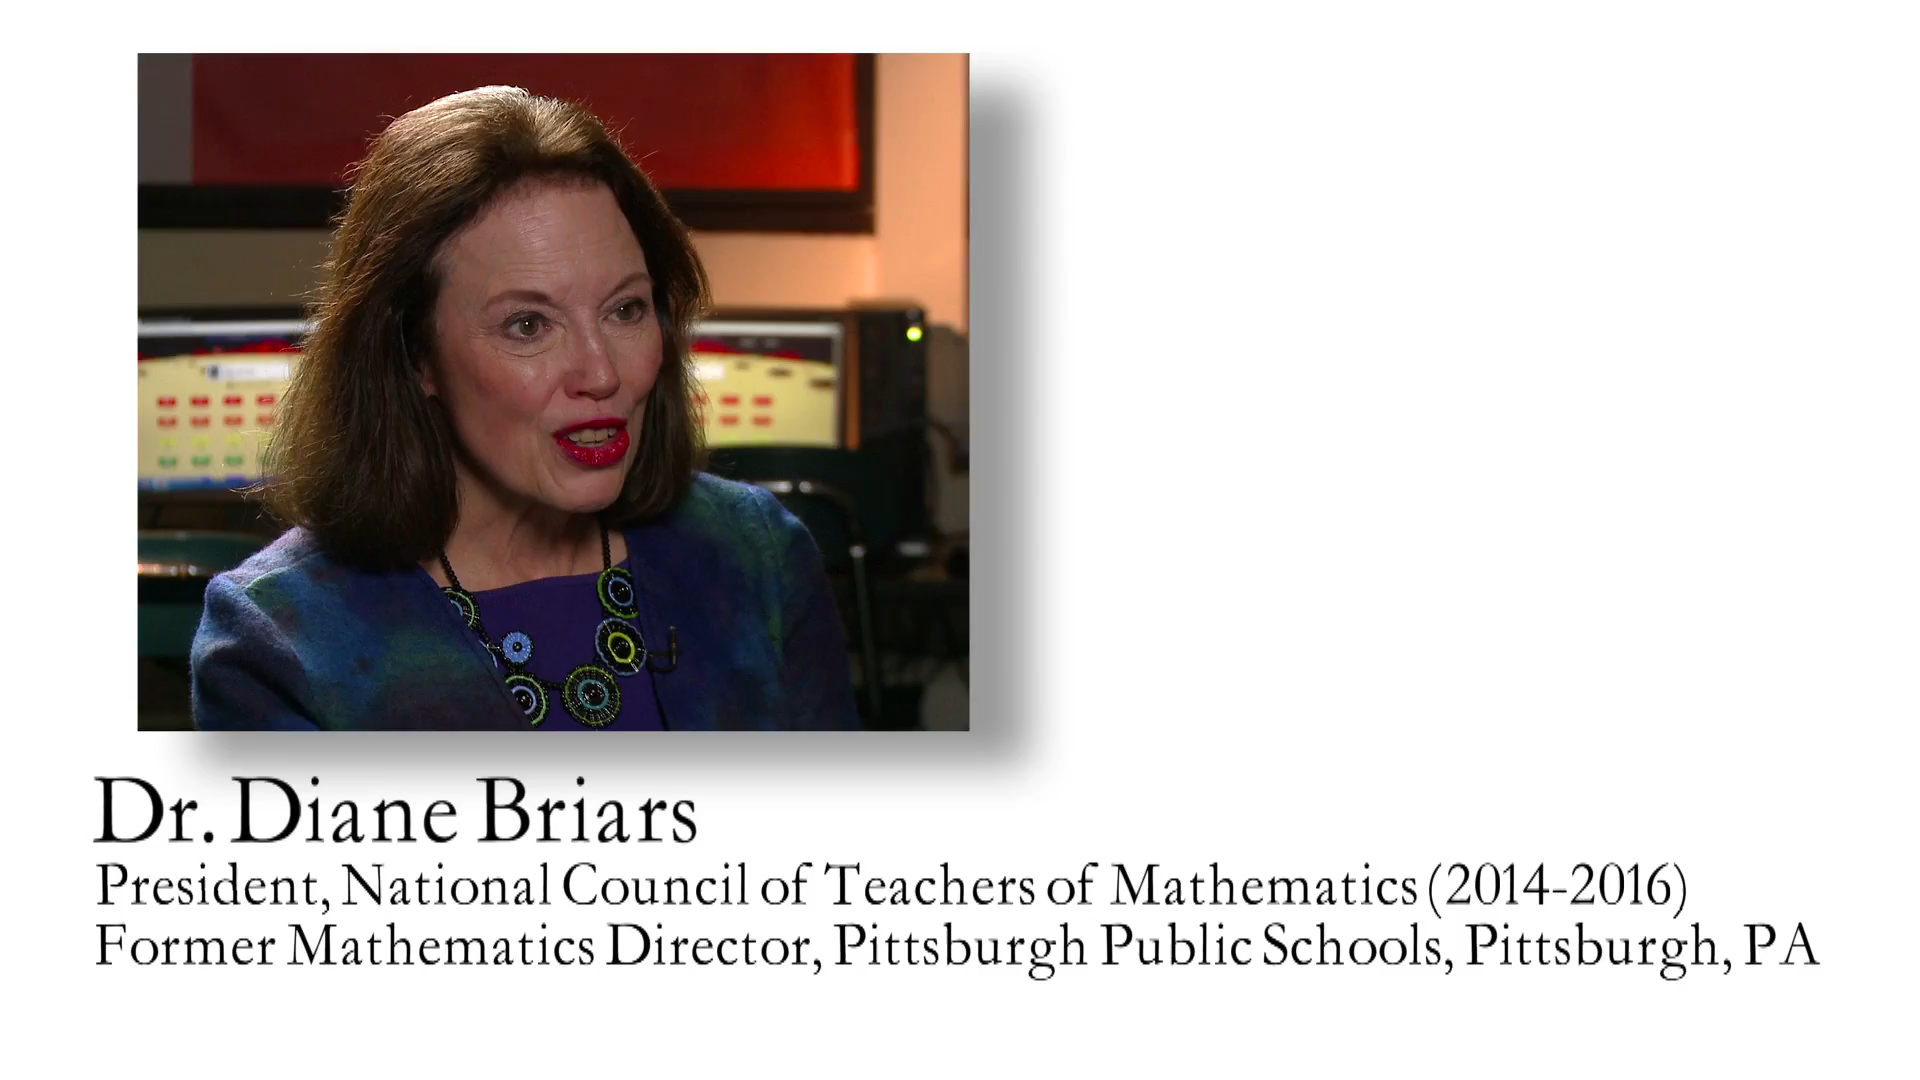 Dr. Diane Briars
President, National Council of Teachers of Mathematics (2014-2016)
Former Mathematics Director, Pittsburgh Public Schools, Pittsburgh, PA